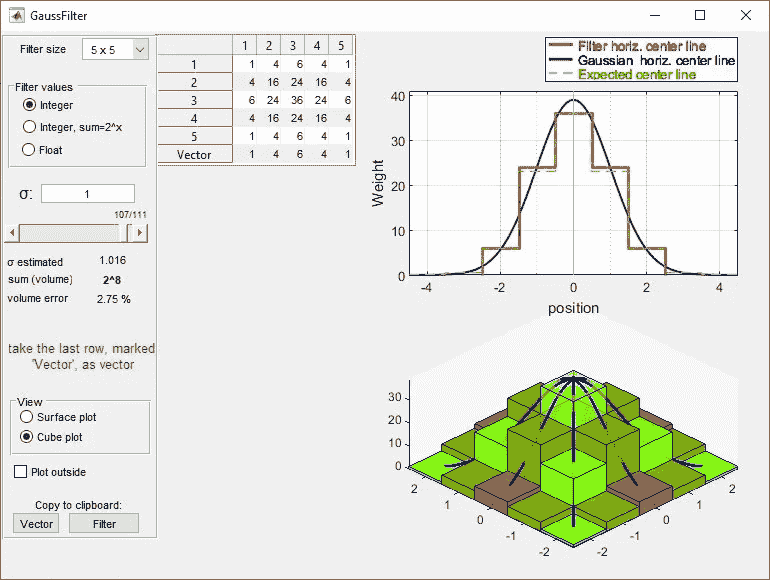 GaussFilter
Filter size
5 x 5
Filter values
Integer
Integer, sum=2^x
Float
σ:
1
107/111
σ estimated 1.016
sum (volume) 2^8
volume error 2.75 %
take the last row, marked
'Vector', as vector
View
Surface plot
Cube plot
Plot outside
Copy to clipboard:
Vector Filter
1 2 3 4 5
1 1 4 6 4 1
2 4 16 24 16 4
3 6 24 36 24 6
4 4 16 24 16 4
5 1 4 6 4 1
Vector 1 4 6 4 1
Filter horiz. center line
Gaussian horiz. center line
Expected center line
40
30
20
10
0
Weight
-4 -2 0 2 4
position
30
20
10
0
2 1 0 -1 -2
-2 -1 0 1 2